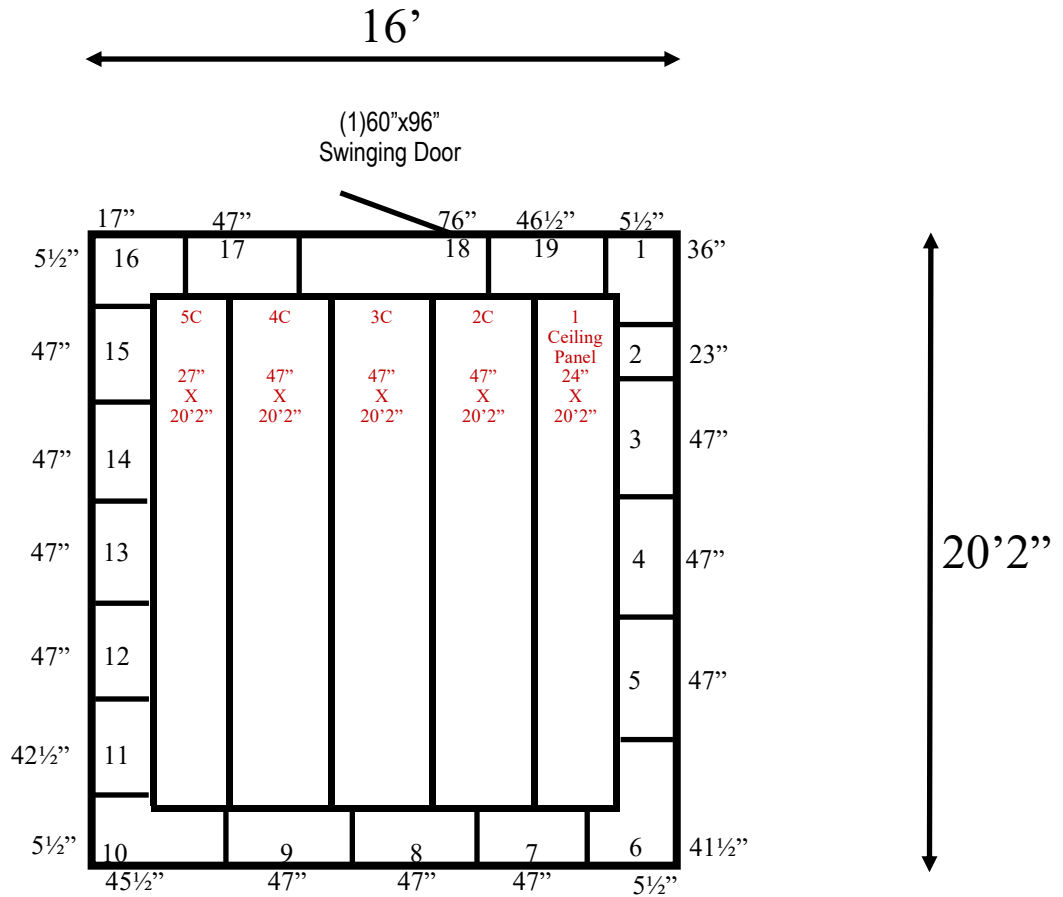 16’
(1)60”x96”
Swinging Door
17” 47” 76” 46½” 5½”
5½” 16 17 18 19 1 36”
5C 4C 3C 2C 1
Ceiling
Panel
27” 47” 47” 47” 24”
X X X X X
20’2” 20’2” 20’2” 20’2” 20’2”
47” 15 2 23”
47” 14 3 47”
47” 13 4 47”
20’2”
47” 12 5 47”
42½” 11
5½” 10 9 8 7 6 41½”
45½” 47” 47” 47” 5½”